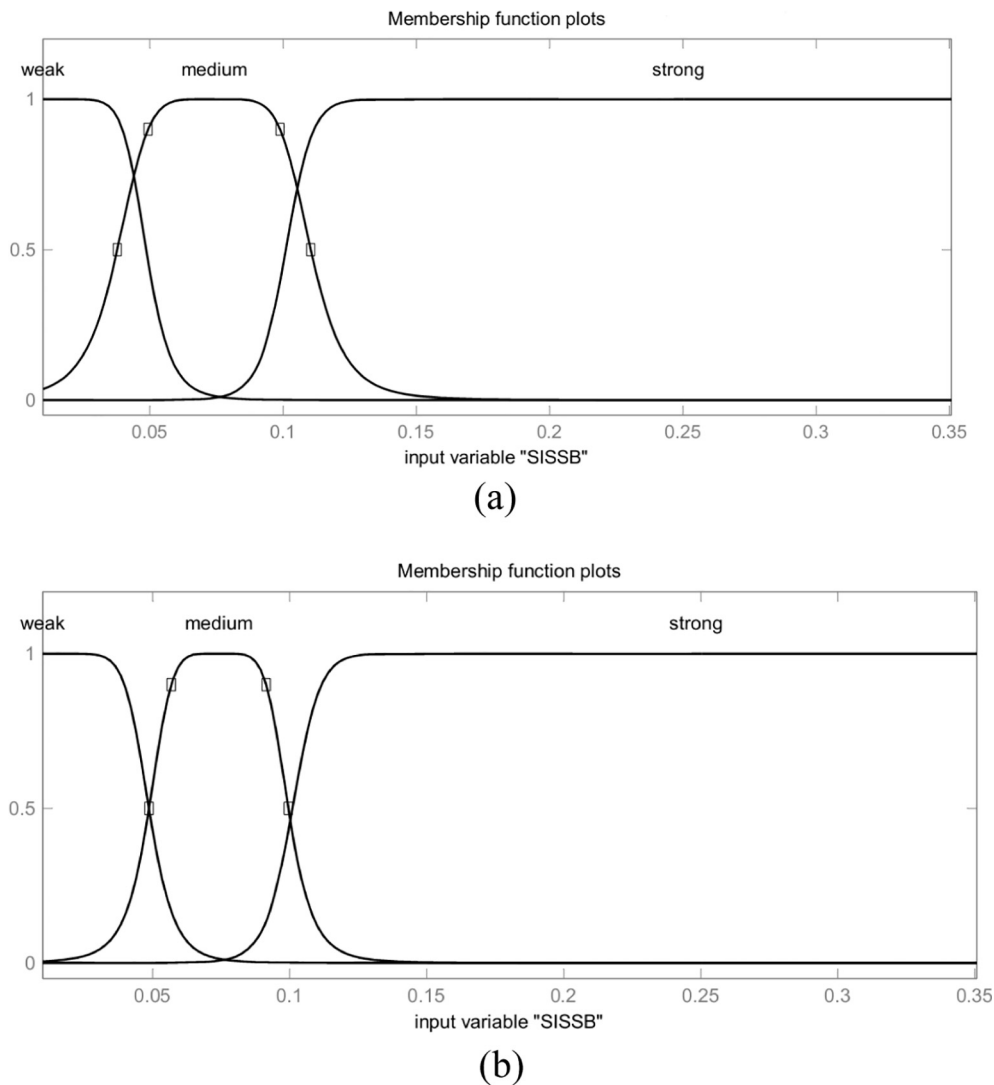 Membership function plots
weak medium strong
1
0.5
0
0.05 0.1 0.15 0.2 0.25 0.3 0.35
input variable "SISSB"
(a)
Membership function plots
weak medium strong
1
0.5
0
0.05 0.1 0.15 0.2 0.25 0.3 0.35
input variable "SISSB"
(b)